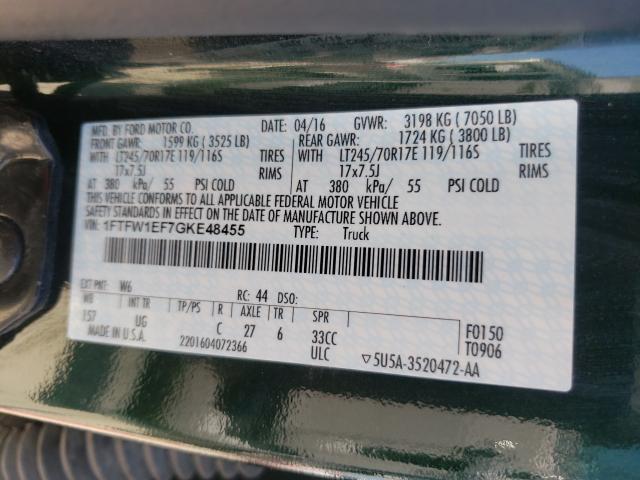 MFD. BY FORD MOTOR CO. DATE: 04/16 GVWR: 3198 KG ( 7050 LB)
FRONT GAWR: 1599 KG ( 3525 LB) REAR GAWR: 1724 KG ( 3800 LB)
WITH LT245/70R17E 119/116S TIRES WITH LT245/70R17E 119/116S TIRES
17x7.5J RIMS 17x7.5J RIMS
AT 380 kPa/ 55 PSI COLD AT 380 kPa/ 55 PSI COLD
THIS VEHICLE CONFORMS TO ALL APPLICABLE FEDERAL MOTOR VEHICLE
SAFETY STANDARDS IN EFFECT ON THE DATE OF MANUFACTURE SHOWN ABOVE.
VIN: 1FTFW1EF7GKE48455 TYPE: Truck
EXT PNT: W6 RC: 44 DSO:
WB INT TR TP/PS R AXLE TR SPR
157 UG C 27 6 33CC F0150
MADE IN U.S.A. 2201604072366 ULC T0906
▽5U5A-3520472-AA